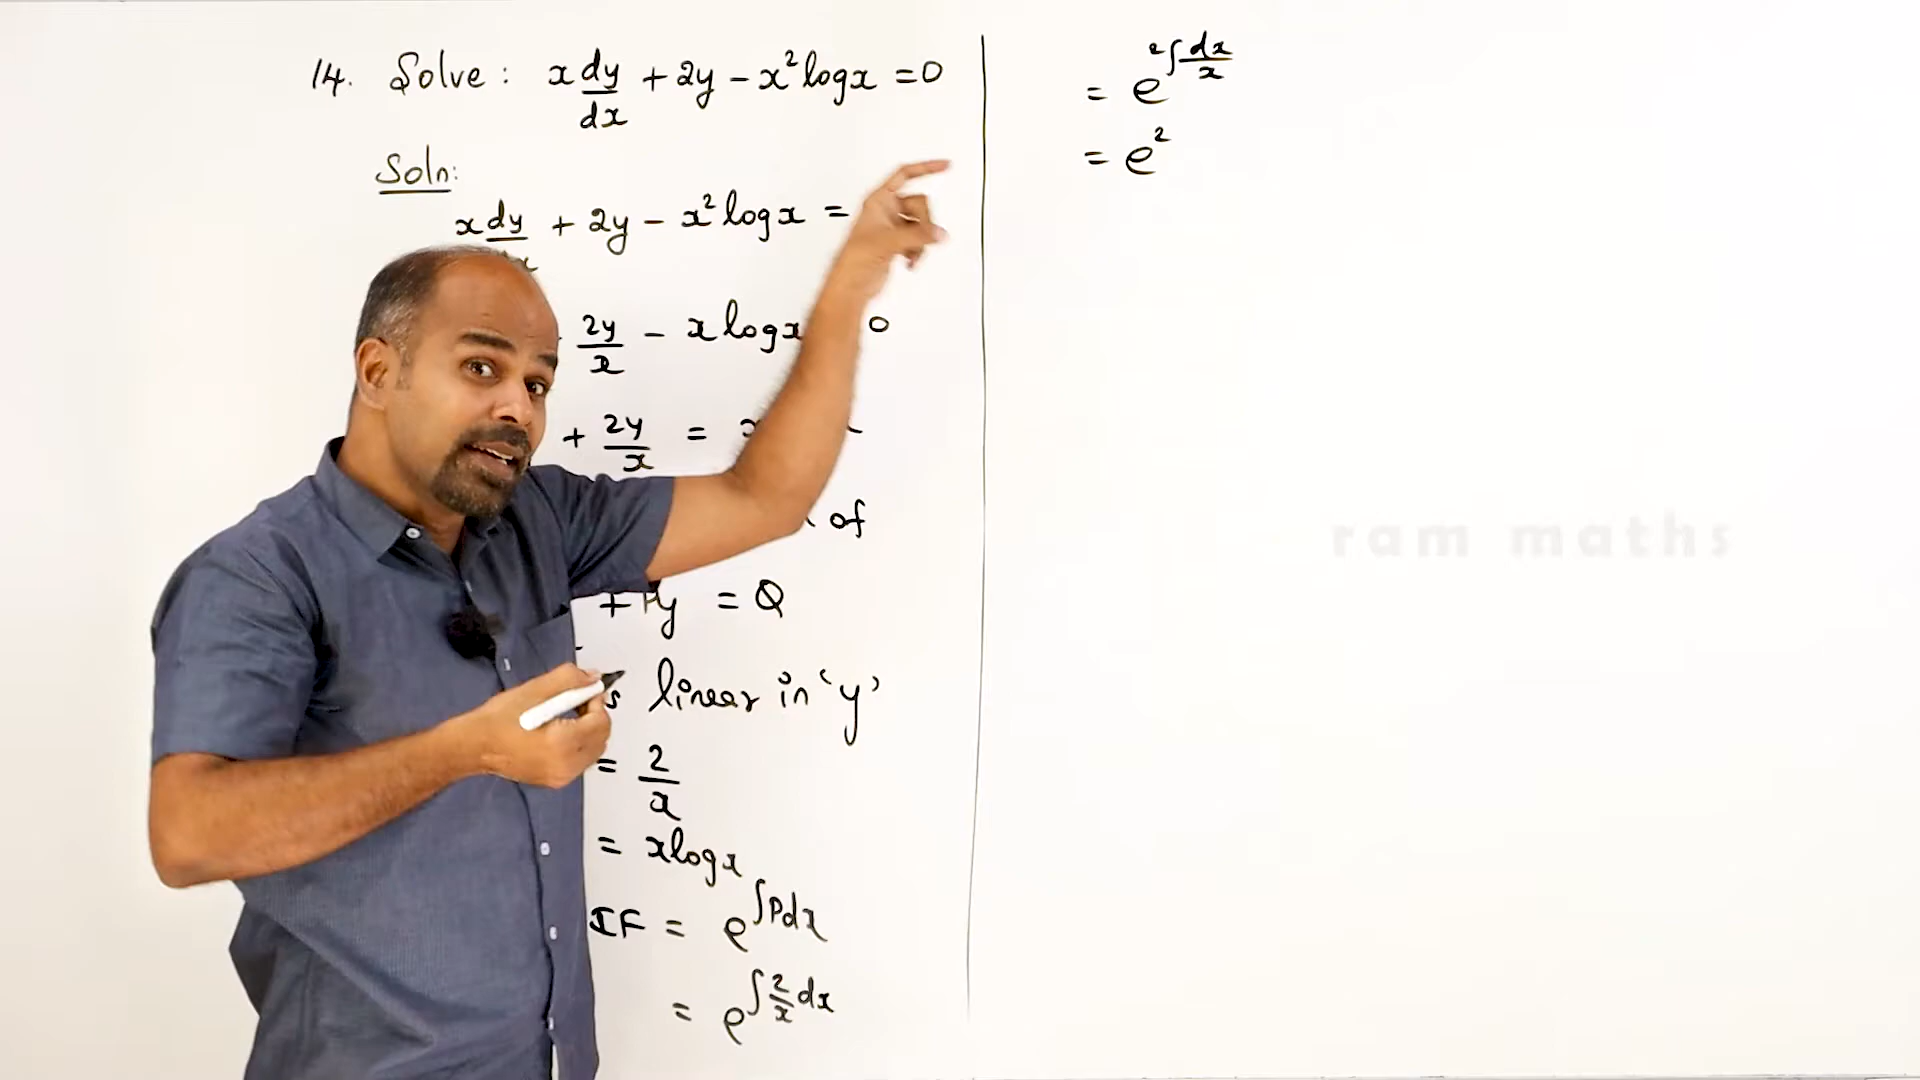 14. Solve: x dy/dx + 2y - x² log x = 0
Soln:
x dy + 2y - x² log x =
2y/x - x log x 0
+ 2y/x =
of
+ Py = Q
s linear in 'y'
= 2/x
= x log x
IF = e^∫Pdx
= e^∫2/x dx
= e^2∫dx/x
= e^2
ram maths